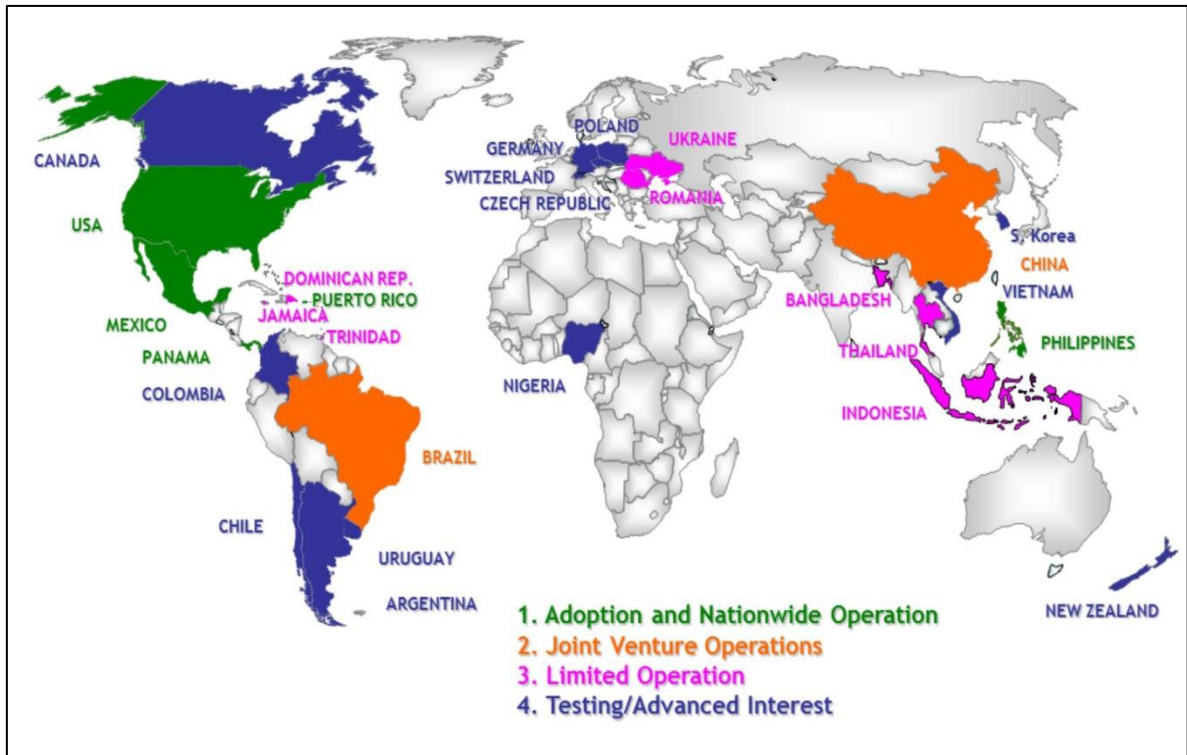 POLAND
UKRAINE
GERMANY
CANADA
SWITZERLAND
ROMANIA
CZECH REPUBLIC
USA
S. Korea
CHINA
DOMINICAN REP.
VIETNAM
- PUERTO RICO
BANGLADESH
JAMAICA
MEXICO
TRINIDAD
PHILIPPINES
PANAMA
THAILAND
COLOMBIA
NIGERIA
INDONESIA
BRAZIL
CHILE
URUGUAY
ARGENTINA
NEW ZEALAND
1. Adoption and Nationwide Operation
2. Joint Venture Operations
3. Limited Operation
4. Testing/Advanced Interest